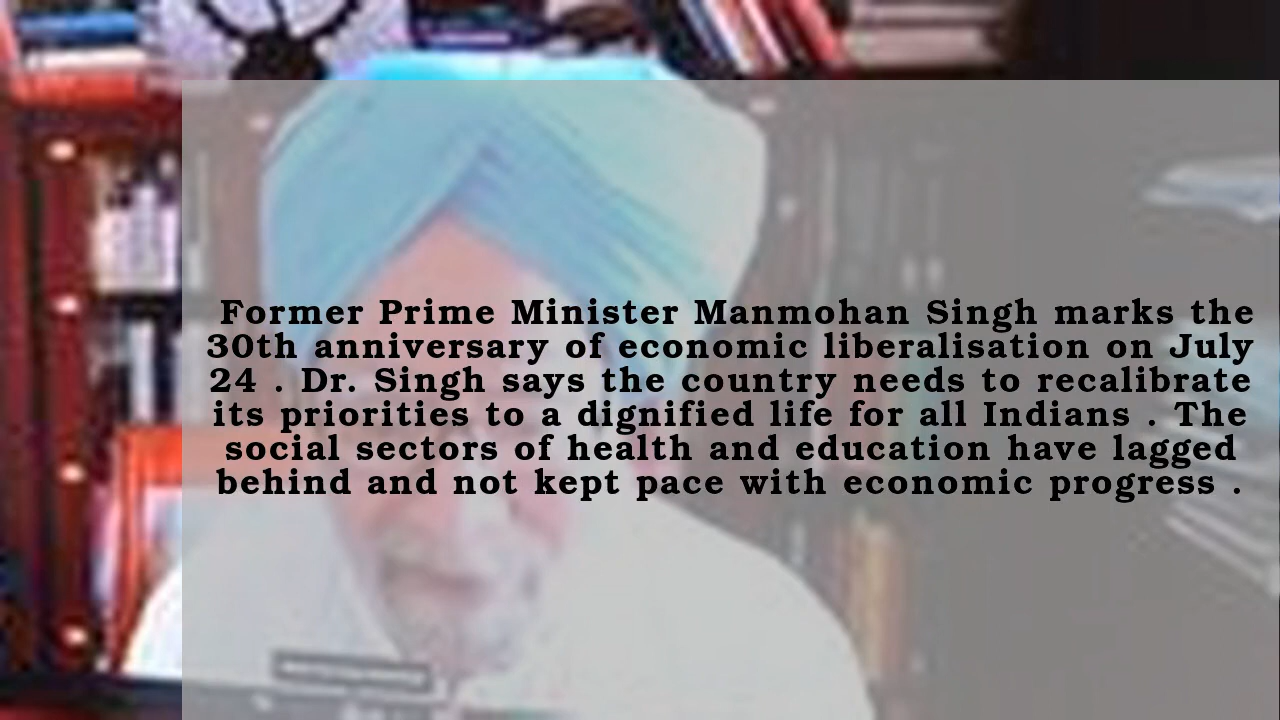 Former Prime Minister Manmohan Singh marks the
30th anniversary of economic liberalisation on July
24 . Dr. Singh says the country needs to recalibrate
its priorities to a dignified life for all Indians . The
social sectors of health and education have lagged
behind and not kept pace with economic progress .